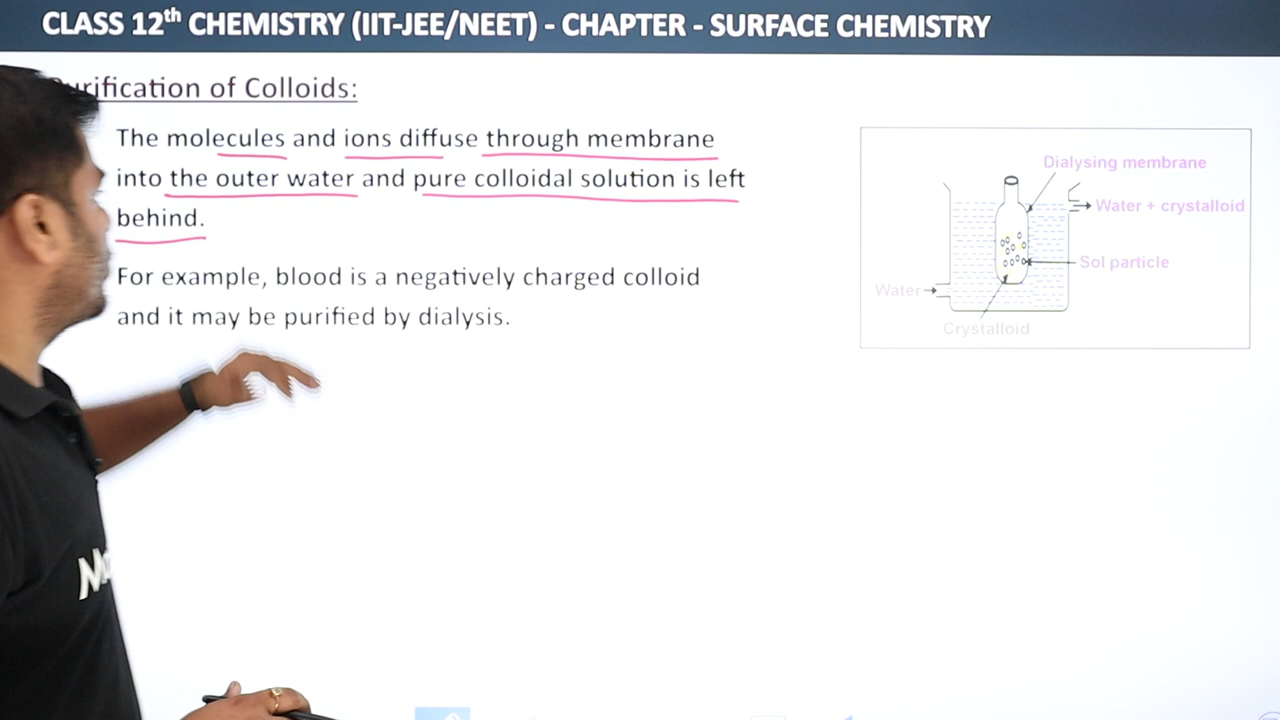 CLASS 12th CHEMISTRY (IIT-JEE/NEET) - CHAPTER - SURFACE CHEMISTRY
urification of Colloids:
The molecules and ions diffuse through membrane
into the outer water and pure colloidal solution is left
behind.
For example, blood is a negatively charged colloid
and it may be purified by dialysis.
Dialysing membrane
Water + crystalloid
Sol particle
Water
Crystalloid